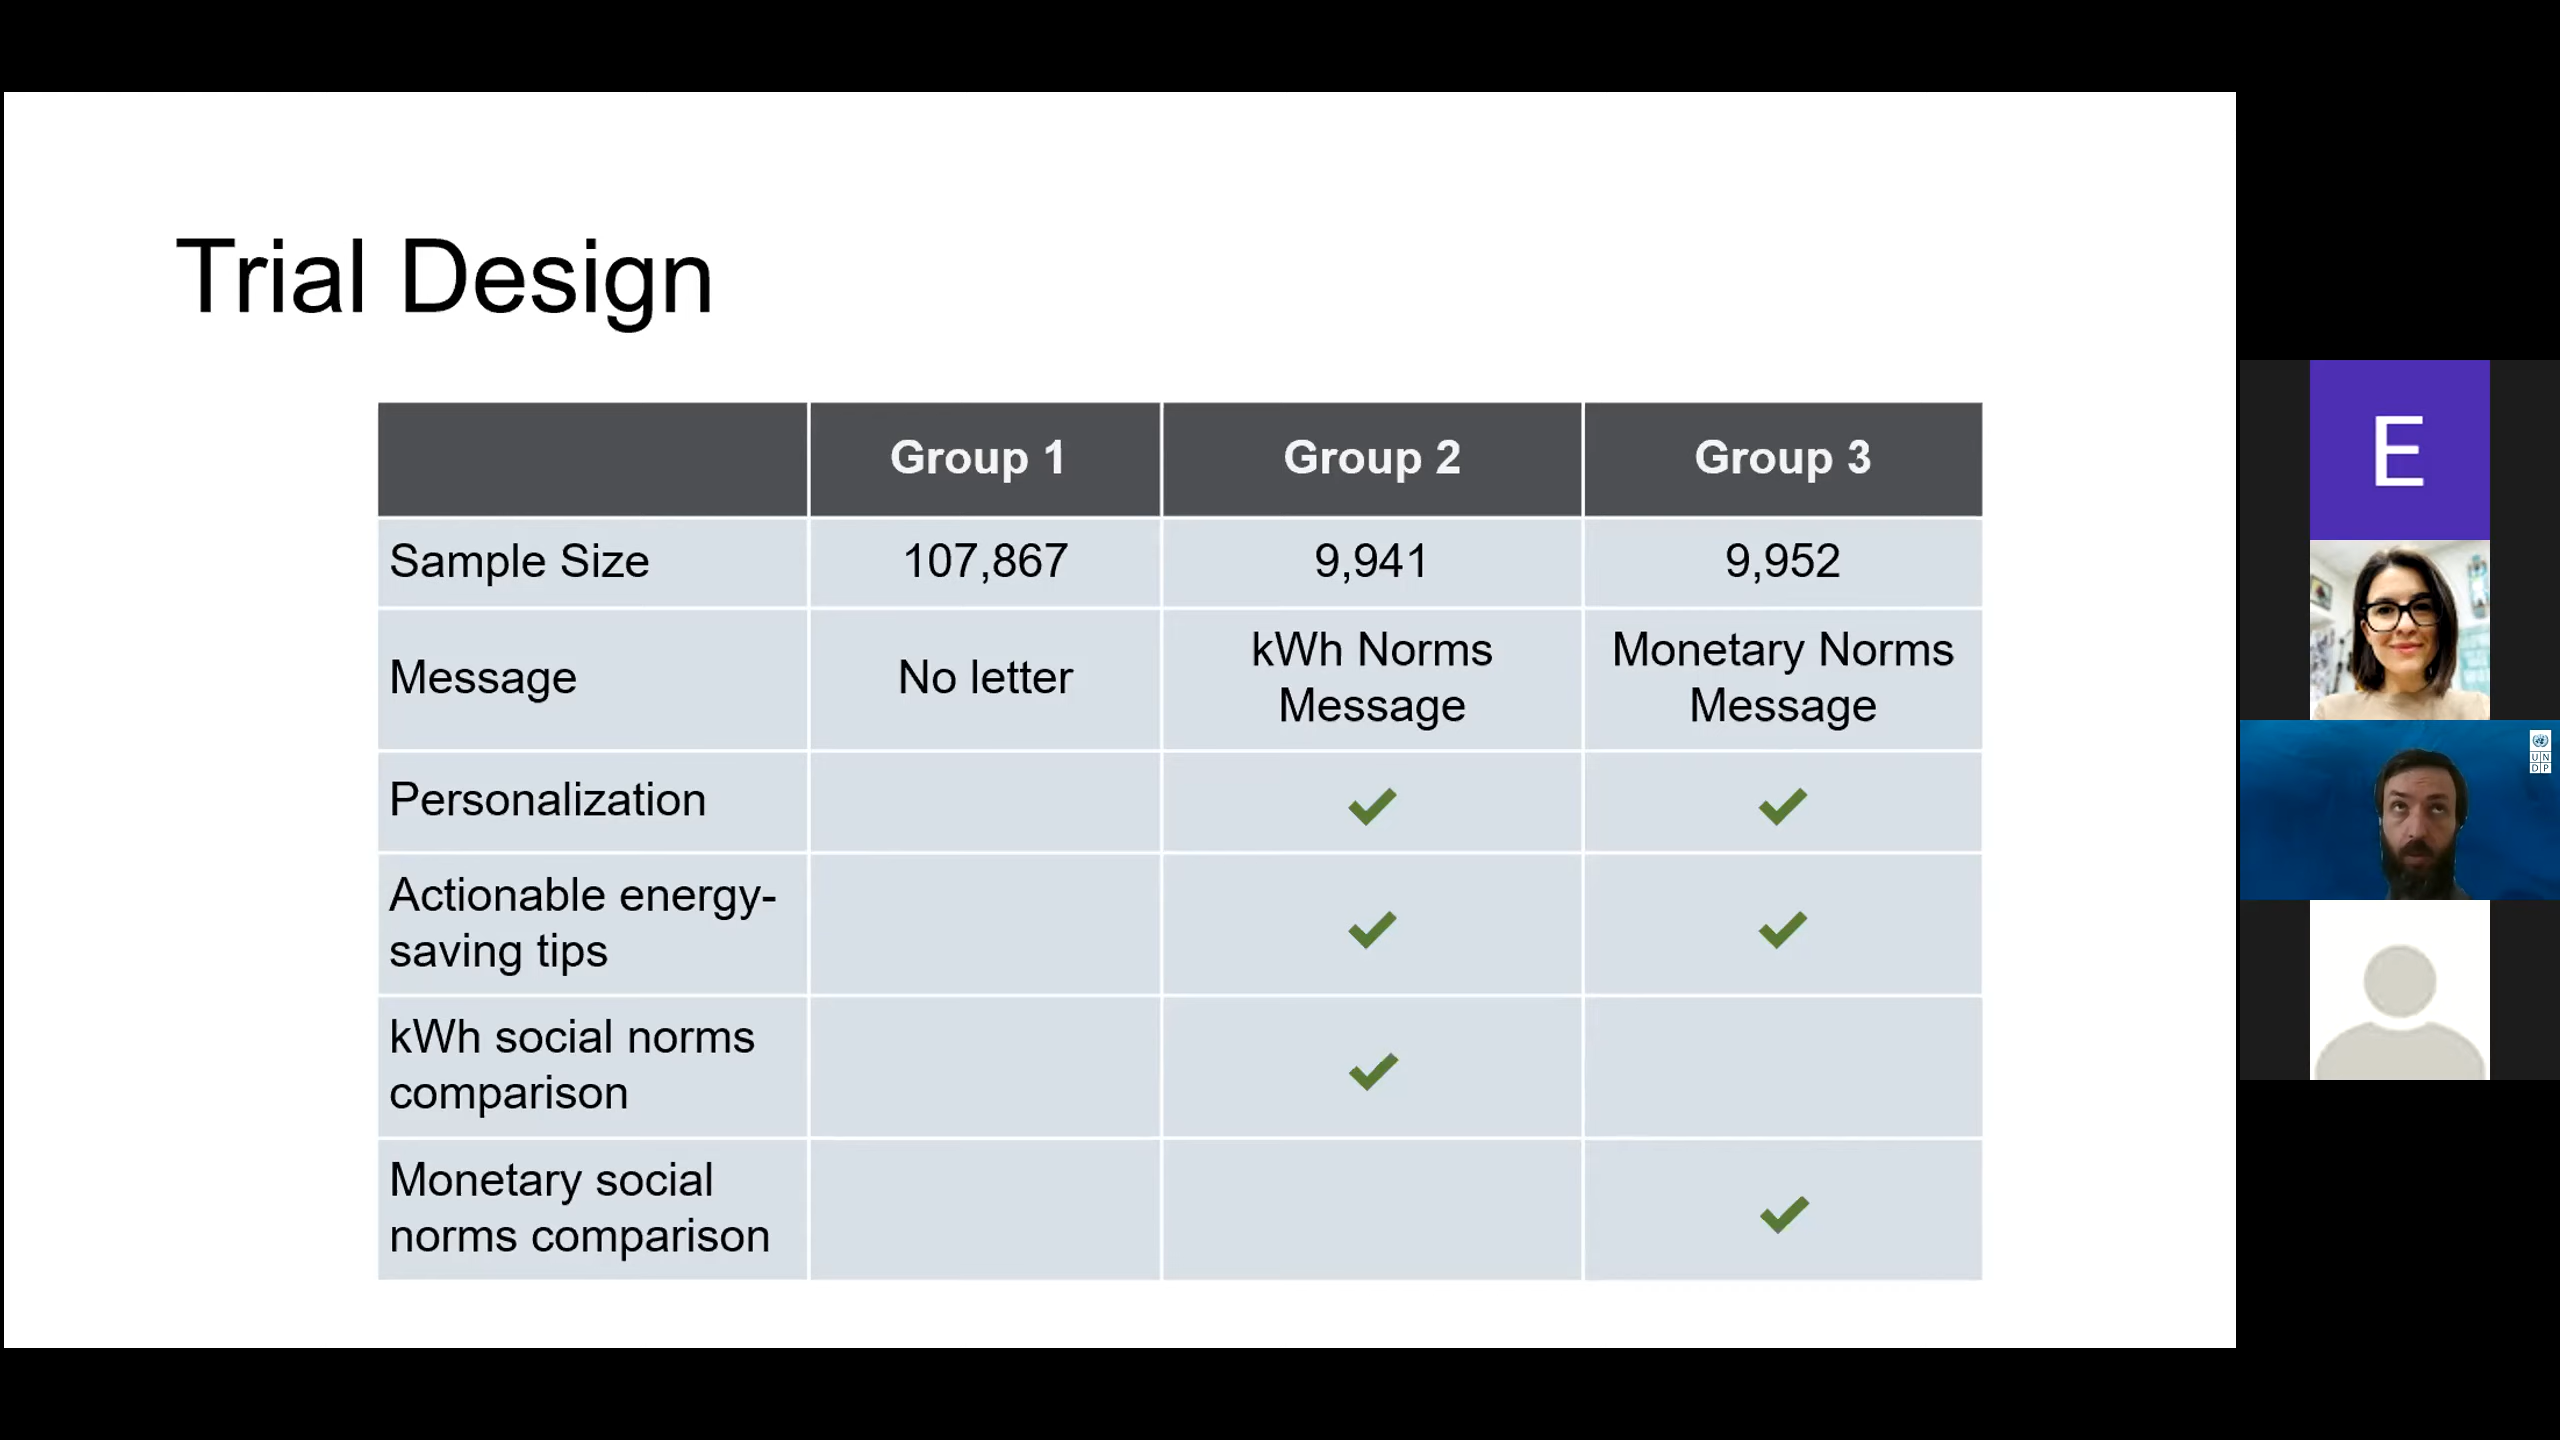 Trial Design
Group 1
Group 2
Group 3
Sample Size
107,867
9,941
9,952
Message
No letter
kWh Norms
Message
Monetary Norms
Message
Personalization
Actionable energy-
saving tips
kWh social norms
comparison
Monetary social
norms comparison
E
U N
D P